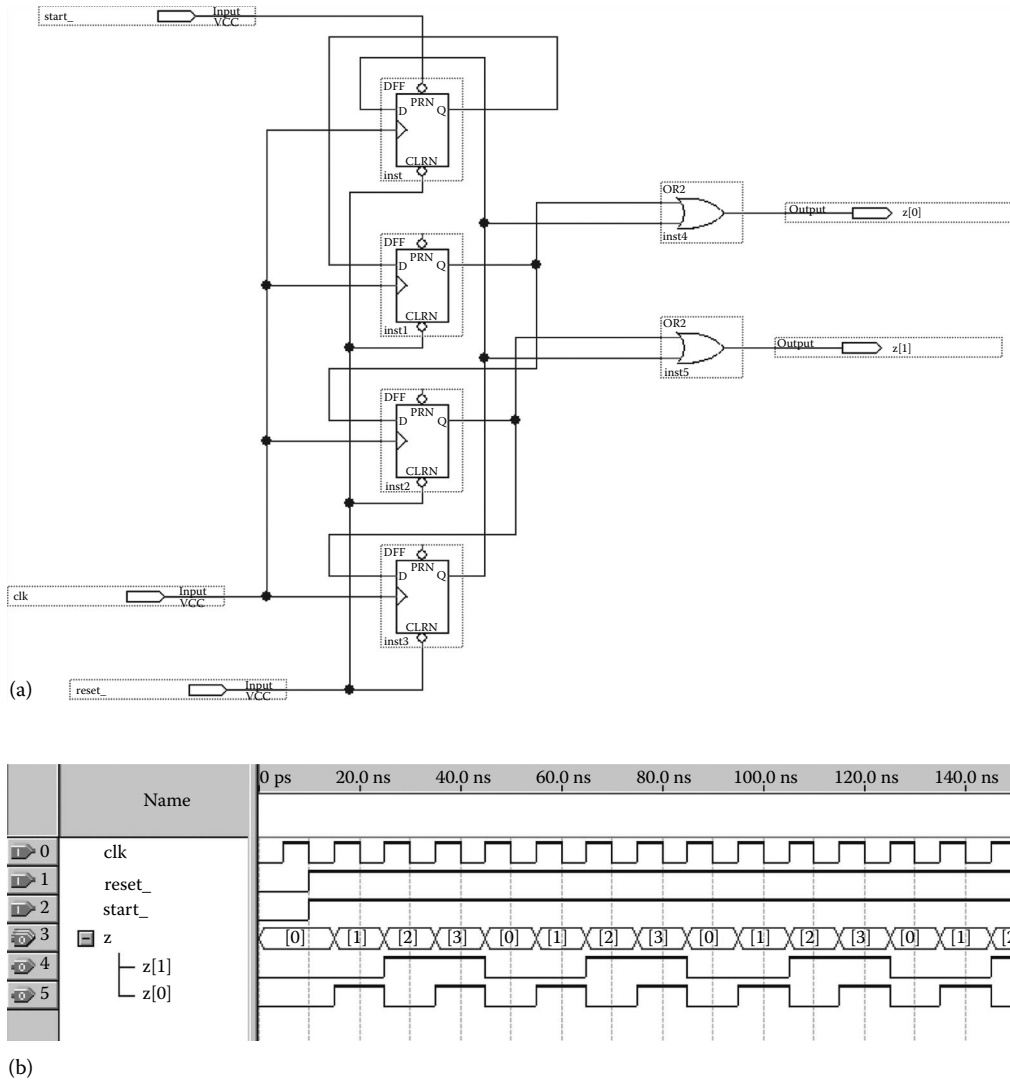 start_ Input
VCC
DFF
PRN
D Q
CLRN
inst
OR2
Output z[0]
inst4
DFF
PRN
D Q
CLRN
inst1
OR2
Output z[1]
inst5
DFF
PRN
D Q
CLRN
inst2
DFF
PRN
D Q
clk Input
VCC
CLRN
inst3
(a) reset_ Input
VCC
Name
0 ps 20.0 ns 40.0 ns 60.0 ns 80.0 ns 100.0 ns 120.0 ns 140.0 ns
0 clk
1 reset_
2 start_
3 z [0] [1] [2] [3] [0] [1] [2] [3] [0] [1] [2] [3] [0] [1] [2
4 z[1]
5 z[0]
(b)